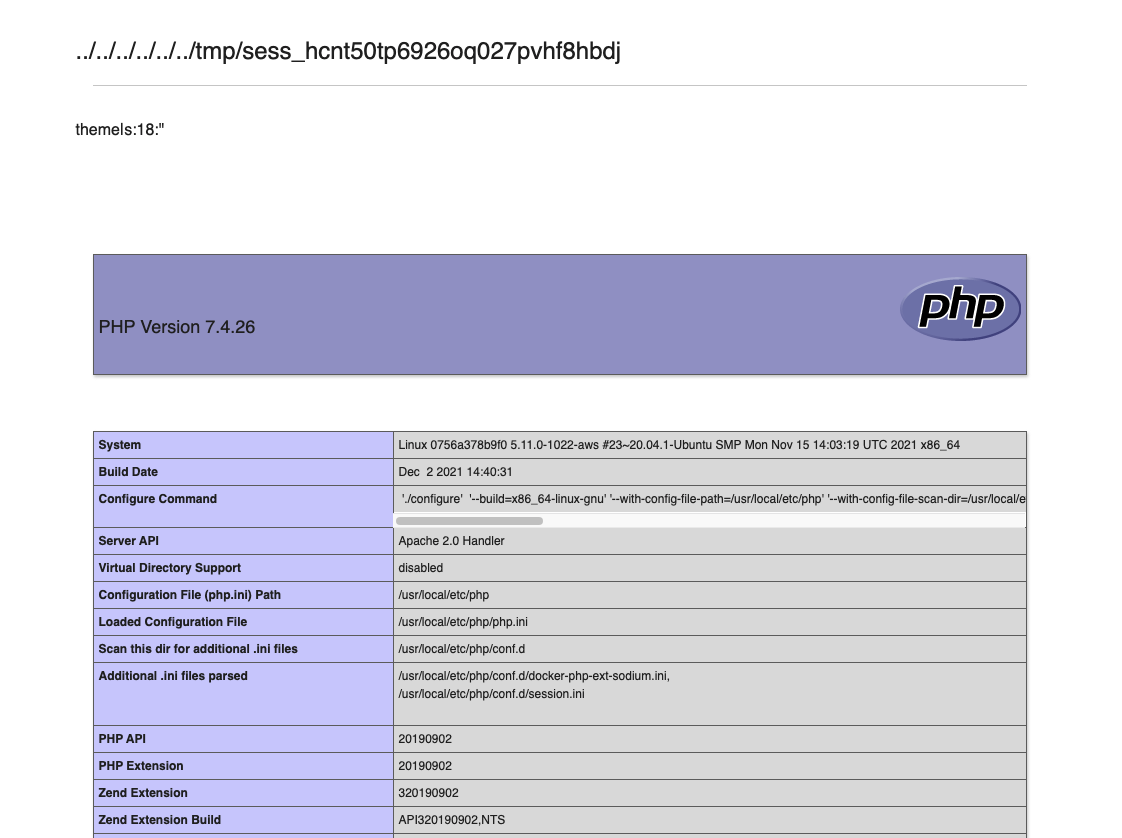 ../../../../../../tmp/sess_hcnt50tp6926oq027pvhf8hbdj
theme|s:18:"
php
PHP Version 7.4.26
System Linux 0756a378b9f0 5.11.0-1022-aws #23~20.04.1-Ubuntu SMP Mon Nov 15 14:03:19 UTC 2021 x86_64
Build Date Dec 2 2021 14:40:31
Configure Command './configure' '--build=x86_64-linux-gnu' '--with-config-file-path=/usr/local/etc/php' '--with-config-file-scan-dir=/usr/local/e
Server API Apache 2.0 Handler
Virtual Directory Support disabled
Configuration File (php.ini) Path /usr/local/etc/php
Loaded Configuration File /usr/local/etc/php/php.ini
Scan this dir for additional .ini files /usr/local/etc/php/conf.d
Additional .ini files parsed /usr/local/etc/php/conf.d/docker-php-ext-sodium.ini,
/usr/local/etc/php/conf.d/session.ini
PHP API 20190902
PHP Extension 20190902
Zend Extension 320190902
Zend Extension Build API320190902,NTS